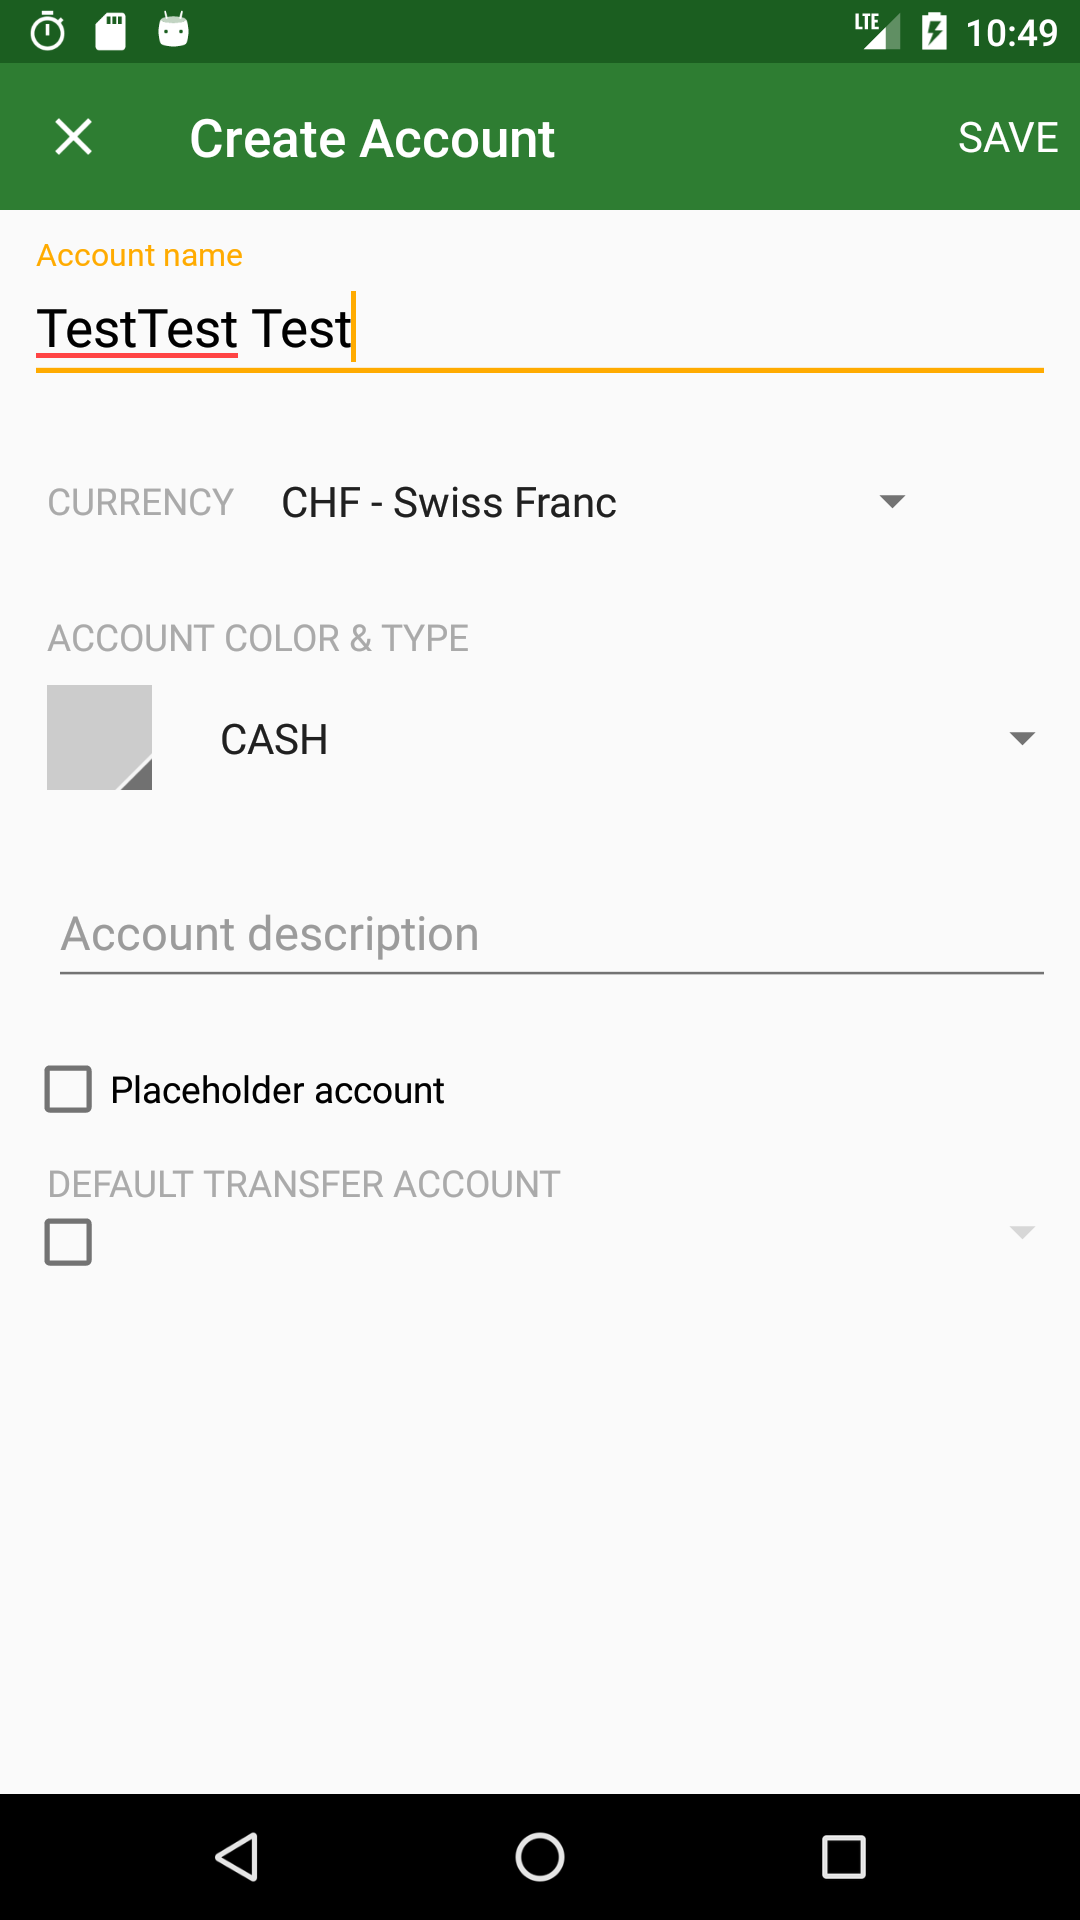 LTE 10:49
Create Account SAVE
Account name
TestTest Test
CURRENCY CHF - Swiss Franc
ACCOUNT COLOR & TYPE
CASH
Account description
Placeholder account
DEFAULT TRANSFER ACCOUNT